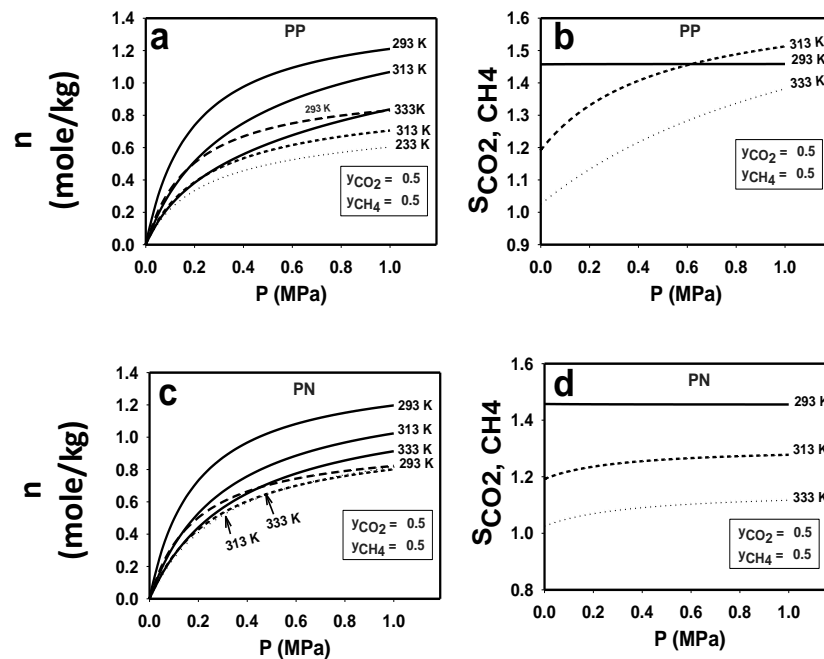 a
PP
n
(mole/kg)
1.4
1.2
1.0
0.8
0.6
0.4
0.2
0.0
293 K
313 K
293 K
333K
313 K
233 K
yCO2 = 0.5
yCH4 = 0.5
0.0 0.2 0.4 0.6 0.8 1.0
P (MPa)
b
PP
SCO2, CH4
1.6
1.5
1.4
1.3
1.2
1.1
1.0
0.9
313 K
293 K
333 K
yCO2 = 0.5
yCH4 = 0.5
0.0 0.2 0.4 0.6 0.8 1.0
P (MPa)
c
PN
n
(mole/kg)
1.4
1.2
1.0
0.8
0.6
0.4
0.2
0.0
293 K
313 K
333 K
293 K
333 K
313 K
yCO2 = 0.5
yCH4 = 0.5
0.0 0.2 0.4 0.6 0.8 1.0
P (MPa)
d
PN
SCO2, CH4
1.6
1.4
1.2
1.0
0.8
293 K
313 K
333 K
yCO2 = 0.5
yCH4 = 0.5
0.0 0.2 0.4 0.6 0.8 1.0
P (MPa)